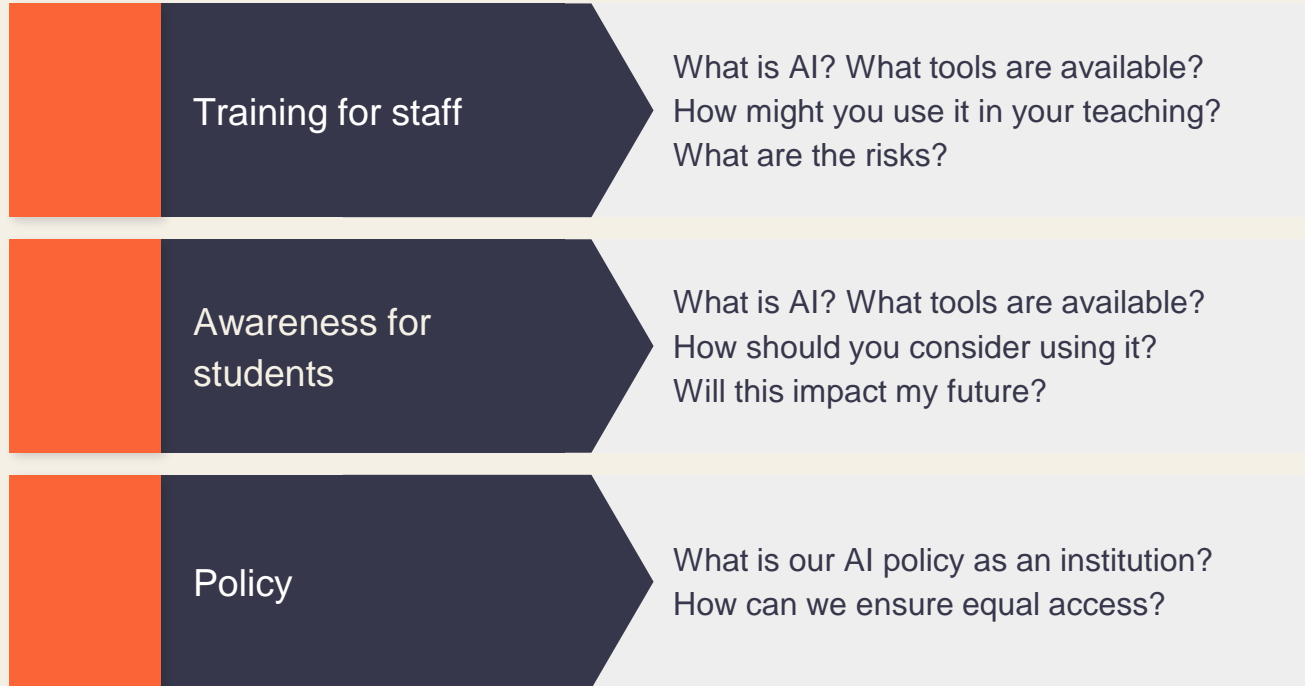 Training for staff
What is AI? What tools are available?
How might you use it in your teaching?
What are the risks?
Awareness for
students
What is AI? What tools are available?
How should you consider using it?
Will this impact my future?
Policy
What is our AI policy as an institution?
How can we ensure equal access?